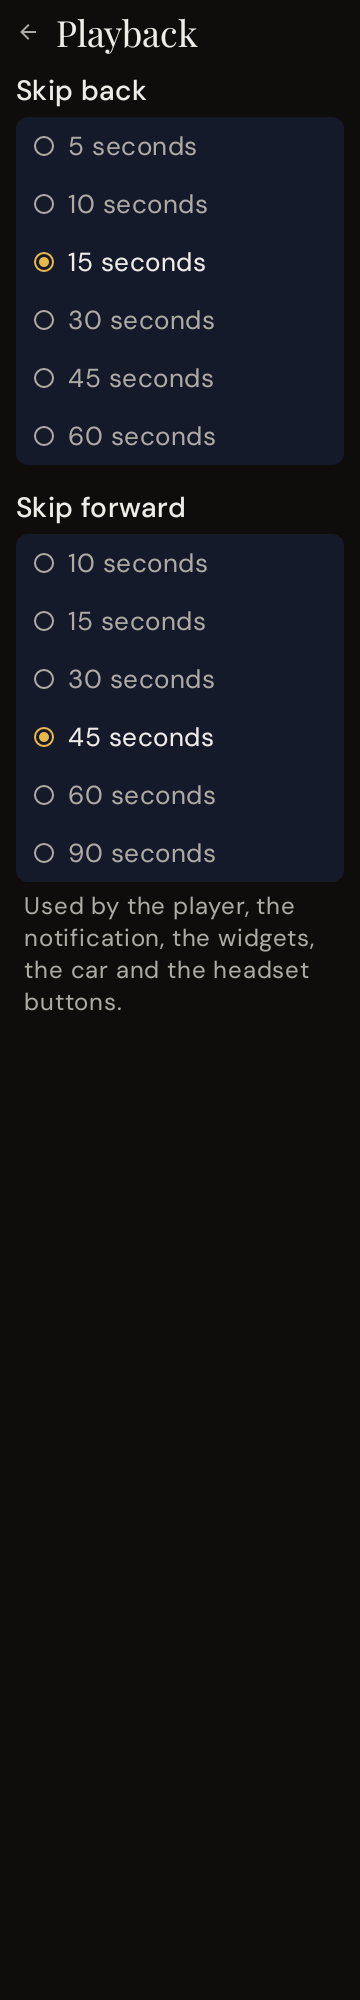 Playback
Skip back
5 seconds
10 seconds
15 seconds
30 seconds
45 seconds
60 seconds
Skip forward
10 seconds
15 seconds
30 seconds
45 seconds
60 seconds
90 seconds
Used by the player, the
notification, the widgets,
the car and the headset
buttons.